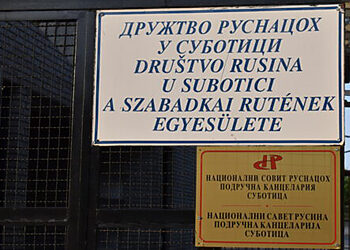 ДРУЖТВО РУСНАЦОХ
У СУБОТИЦИ
DRUŠTVO RUSINA
U SUBOTICI
A SZABADKAI RUTÉNEK
EGYESÜLETE
НАЦИОНАЛНИ СОВИТ РУСНАЦОХ
ПОДРУЧНА КАНЦЕЛАРИЯ
СУБОТИЦА
НАЦИОНАЛНИ САВЕТ РУСИНА
ПОДРУЧНА КАНЦЕЛАРИЈА
СУБОТИЦА